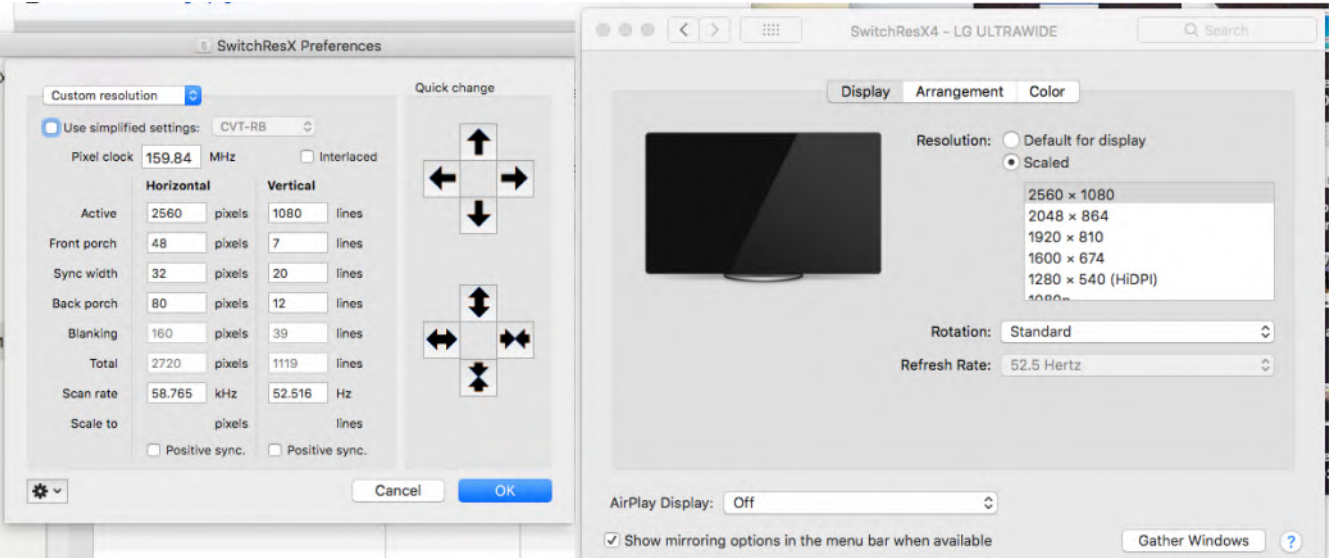 SwitchResX Preferences
Custom resolution
Quick change
Use simplified settings: CVT-RB
Pixel clock 159.84 MHz Interlaced
Horizontal Vertical
Active 2560 pixels 1080 lines
Front porch 48 pixels 7 lines
Sync width 32 pixels 20 lines
Back porch 80 pixels 12 lines
Blanking 160 pixels 39 lines
Total 2720 pixels 1119 lines
Scan rate 58.765 kHz 52.516 Hz
Scale to pixels lines
Positive sync. Positive sync.
Cancel OK
SwitchResX4 - LG ULTRAWIDE
Search
Display Arrangement Color
Resolution: Default for display
Scaled
2560 × 1080
2048 × 864
1920 × 810
1600 × 674
1280 × 540 (HiDPI)
1080p
Rotation: Standard
Refresh Rate: 52.5 Hertz
AirPlay Display: Off
Show mirroring options in the menu bar when available
Gather Windows ?